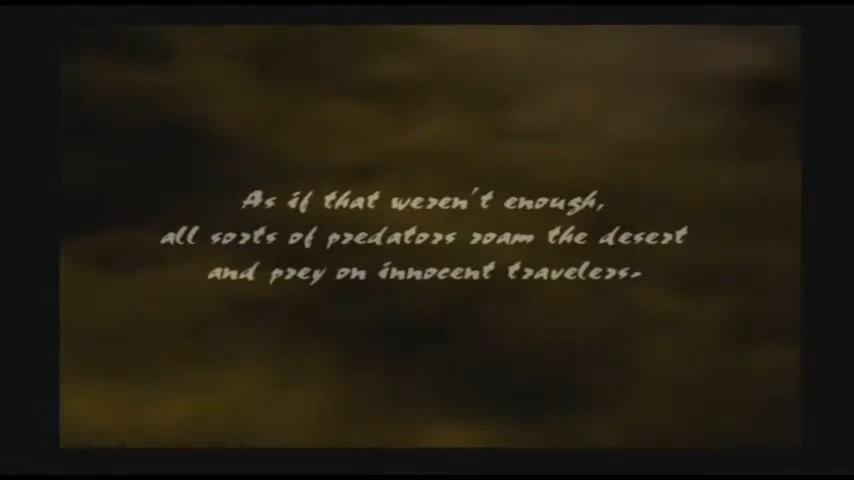 As if that weren't enough,
all sorts of predators roam the desert
and prey on innocent travelers.